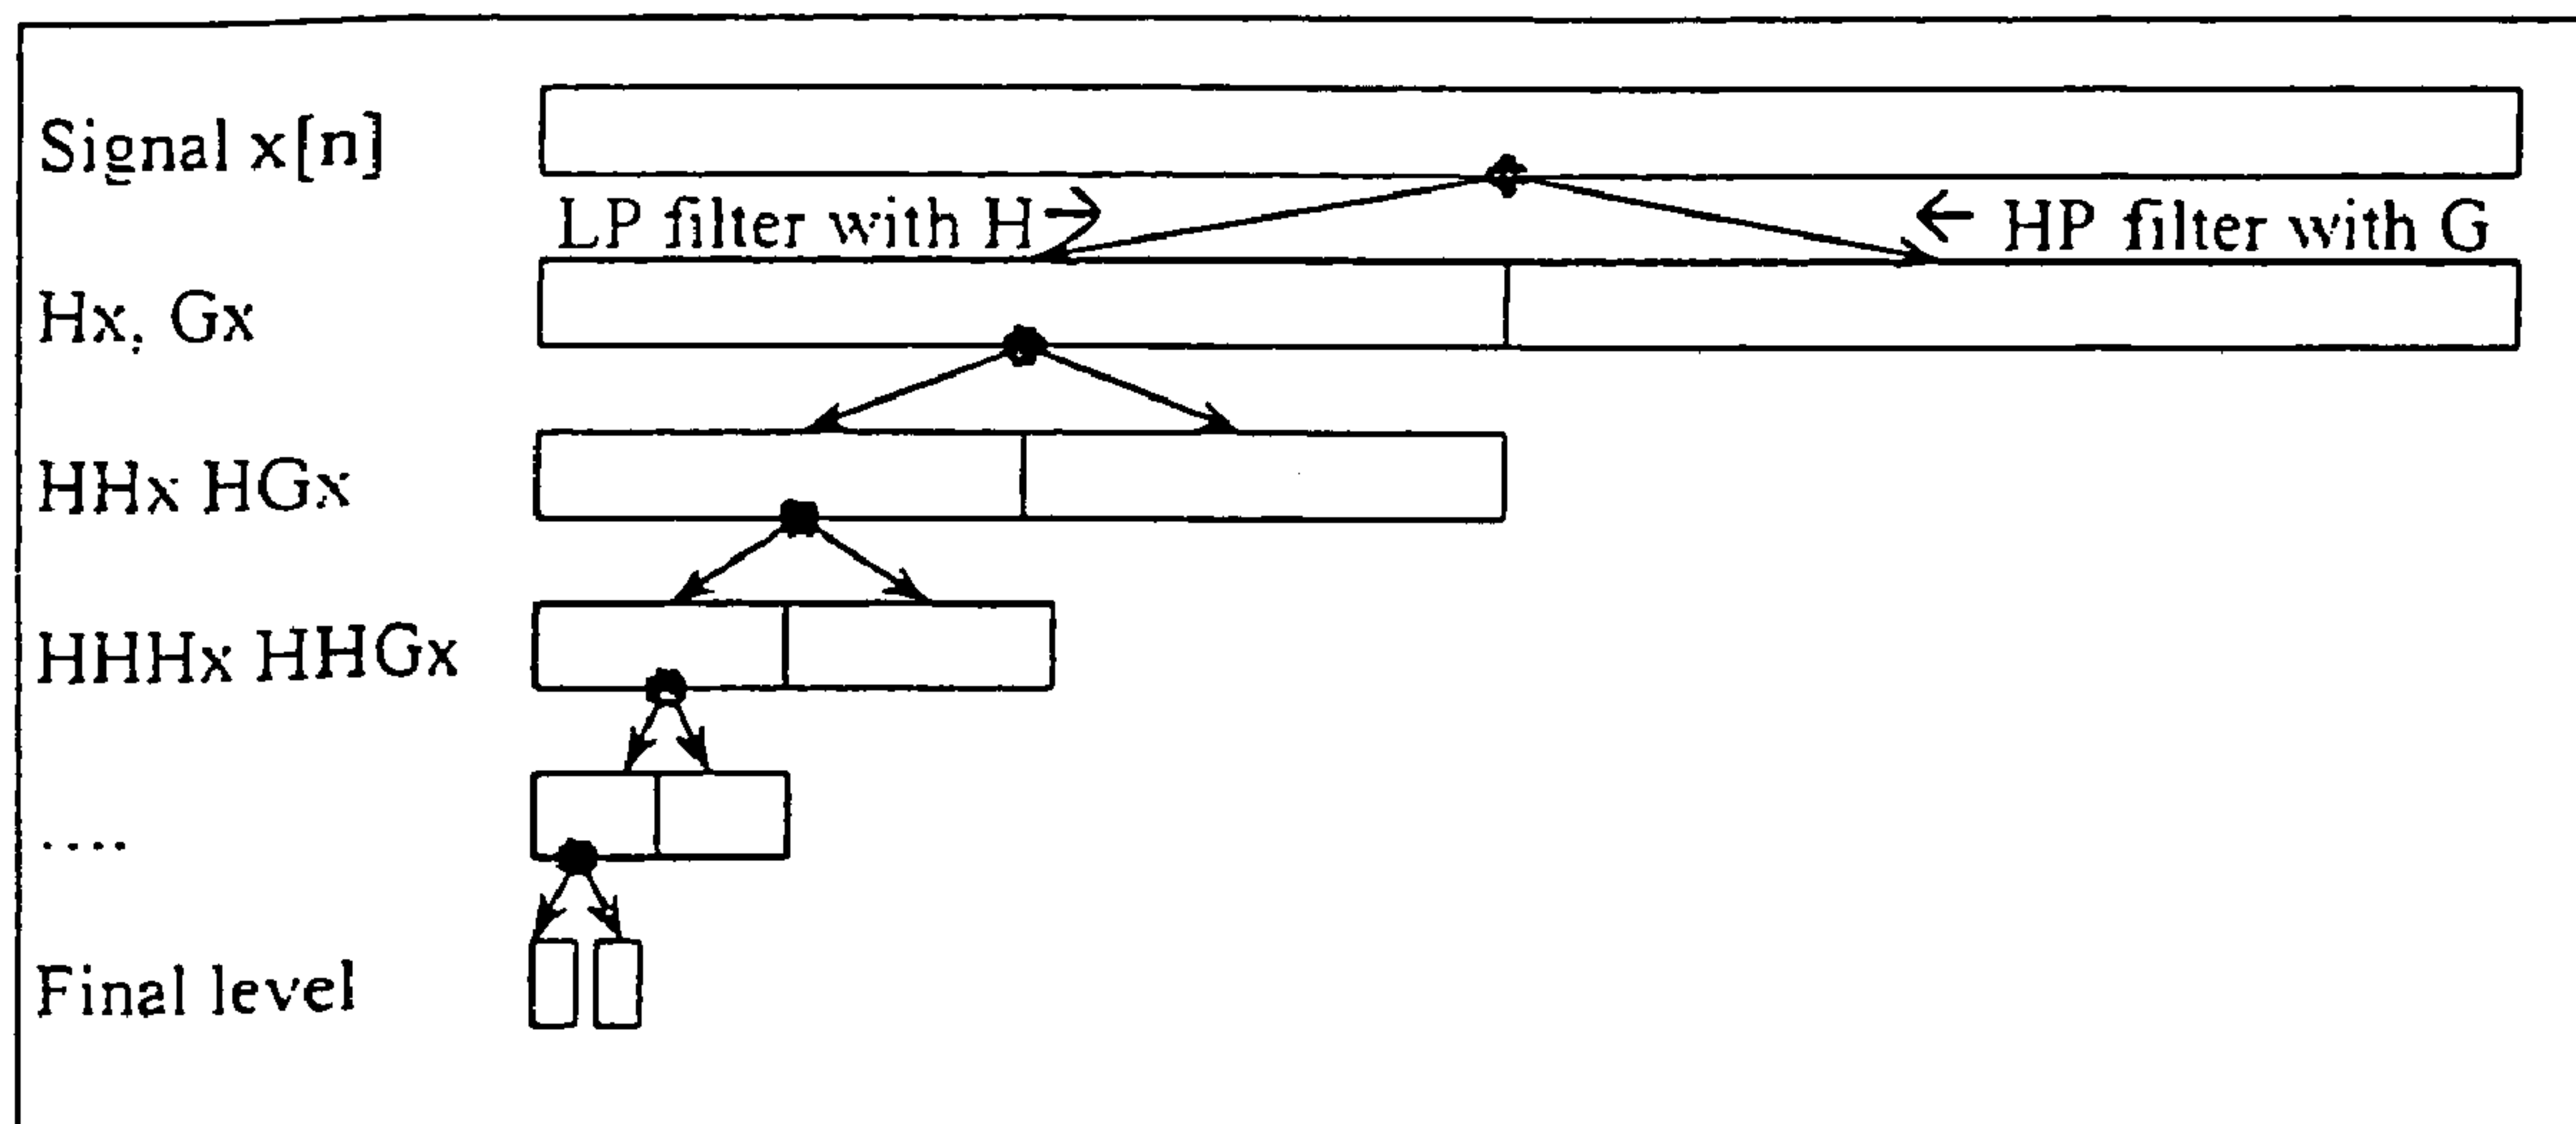 Signal x[n]
LP filter with H→
← HP filter with G
Hx, Gx
HHx HGx
HHHx HHGx
....
Final level